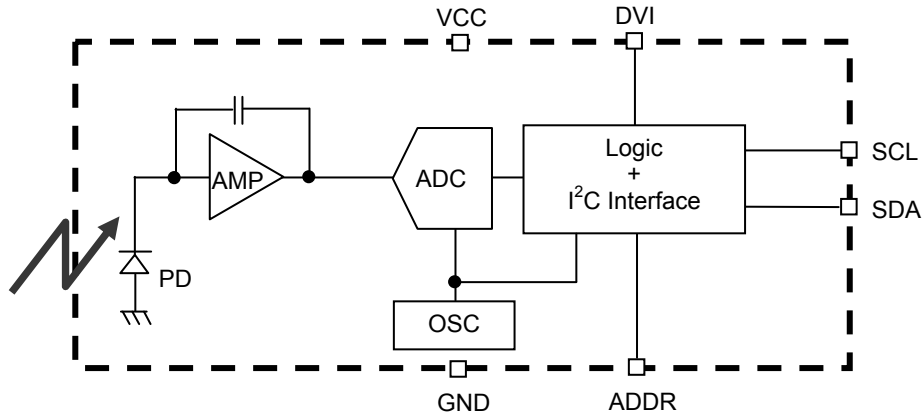 VCC
DVI
AMP
ADC
Logic
+
I²C Interface
SCL
SDA
PD
OSC
GND
ADDR